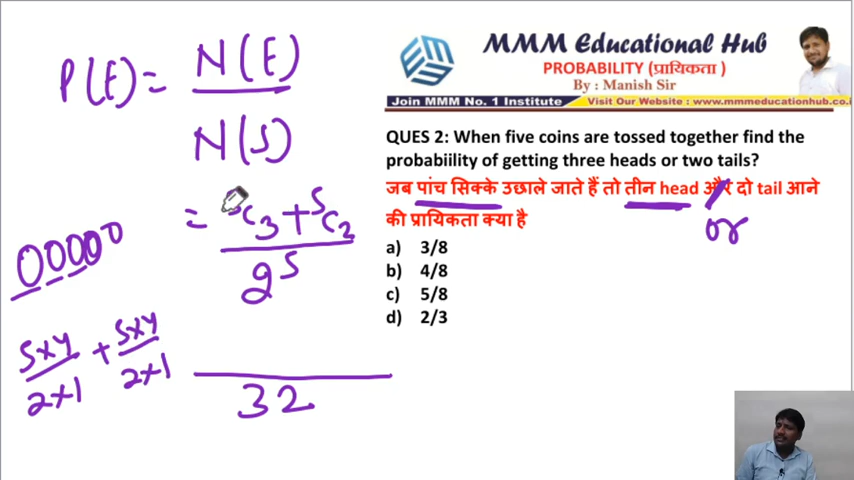 P(E) = N(E)
N(S)
= 5C3 + 5C2
2^5
00000
5×4 + 5×4
2×1 2×1
32
MMM Educational Hub
PROBABILITY (प्रायिकता )
By : Manish Sir
Join MMM No. 1 Institute Visit Our Website : www.mmmeducationhub.co.i
QUES 2: When five coins are tossed together find the
probabiility of getting three heads or two tails?
जब पांच सिक्के उछाले जाते हैं तो तीन head और दो tail आने
की प्रायिकता क्या है
or
a) 3/8
b) 4/8
c) 5/8
d) 2/3